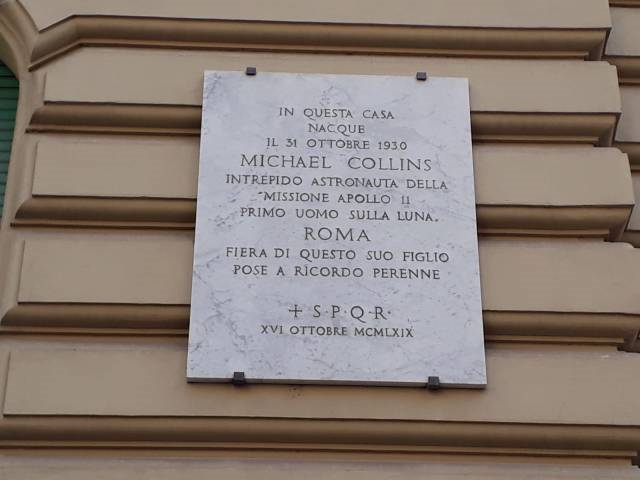 IN QUESTA CASA
NACQUE
IL 31 OTTOBRE 1930
MICHAEL COLLINS
INTREPIDO ASTRONAUTA DELLA
"MISSIONE APOLLO 11
PRIMO UOMO SULLA LUNA"
ROMA
FIERA DI QUESTO SUO FIGLIO
POSE A RICORDO PERENNE
+ S·P·Q·R·
XVI OTTOBRE MCMLXIX